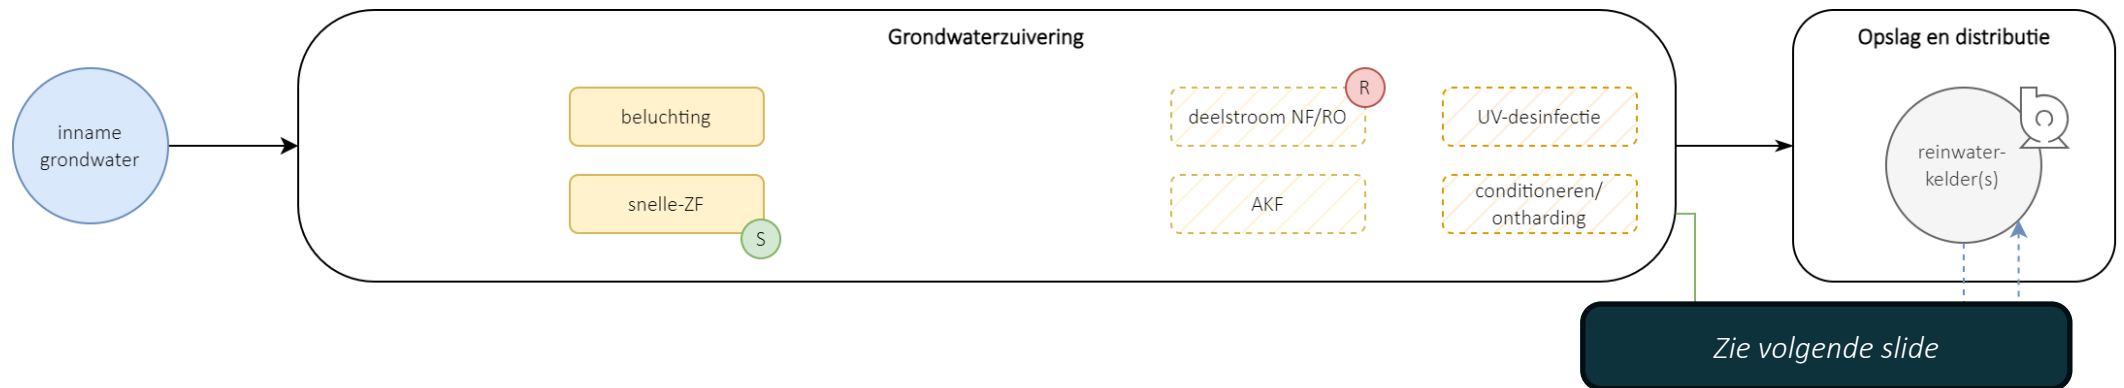 Grondwaterzuivering
Opslag en distributie
inname
grondwater
beluchting
snelle-ZF
S
deelstroom NF/RO
R
AKF
UV-desinfectie
conditioneren/
ontharding
reinwater-
kelder(s)
Zie volgende slide